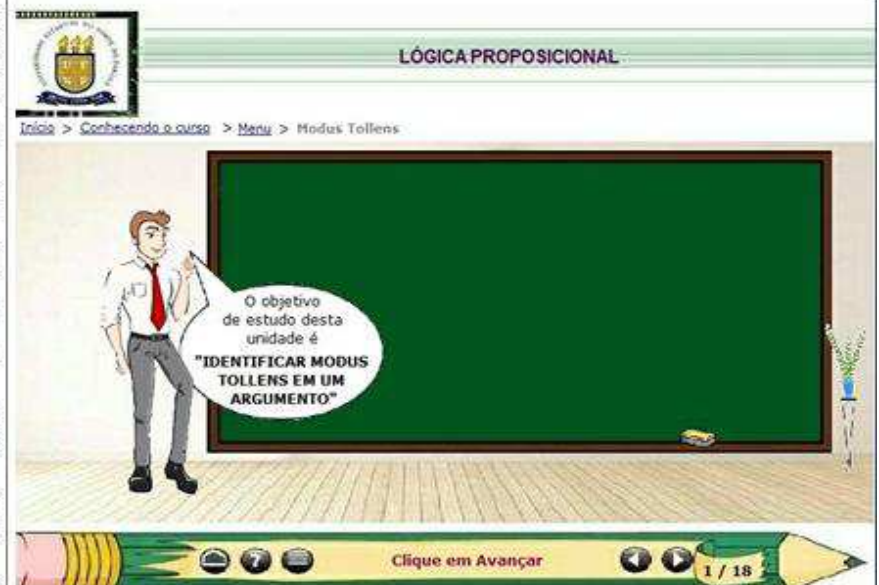 LÓGICA PROPOSICIONAL
Início > Conhecendo o curso > Menu > Modus Tollens
O objetivo
de estudo desta
unidade é
"IDENTIFICAR MODUS
TOLLENS EM UM
ARGUMENTO"
?
Clique em Avançar
1 / 18